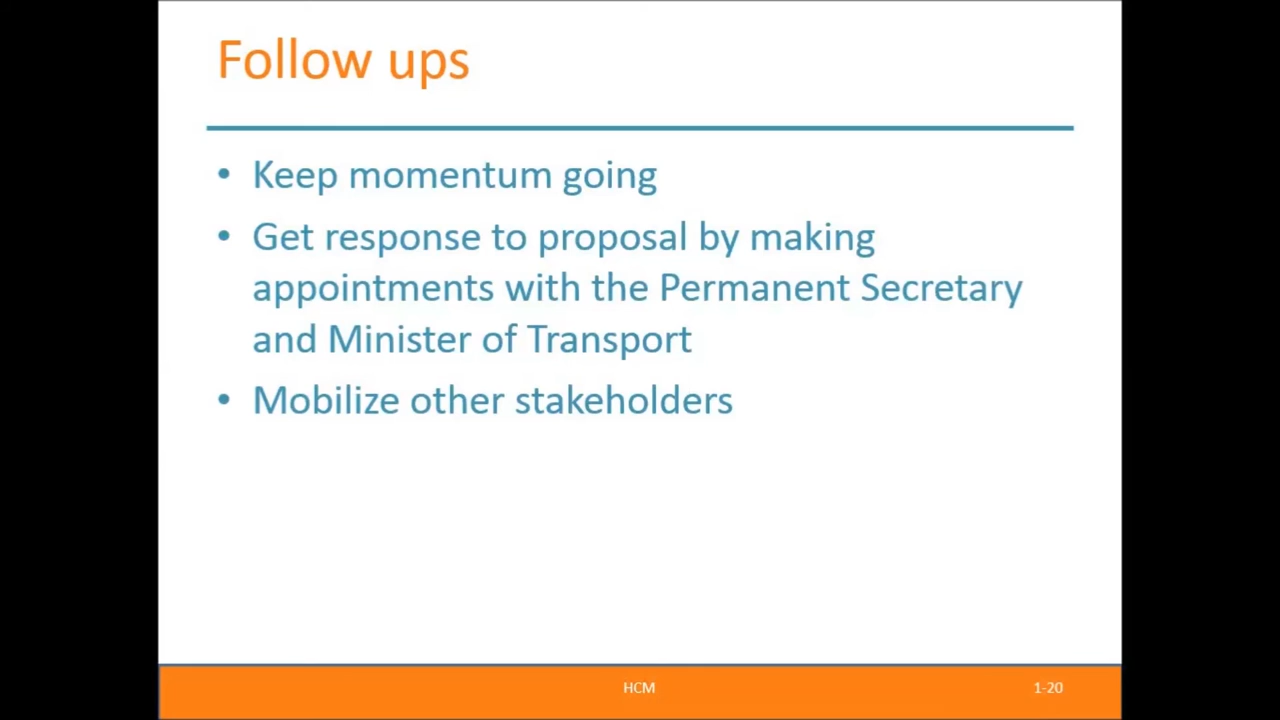 Follow ups
• Keep momentum going
• Get response to proposal by making
appointments with the Permanent Secretary
and Minister of Transport
• Mobilize other stakeholders
HCM
1-20